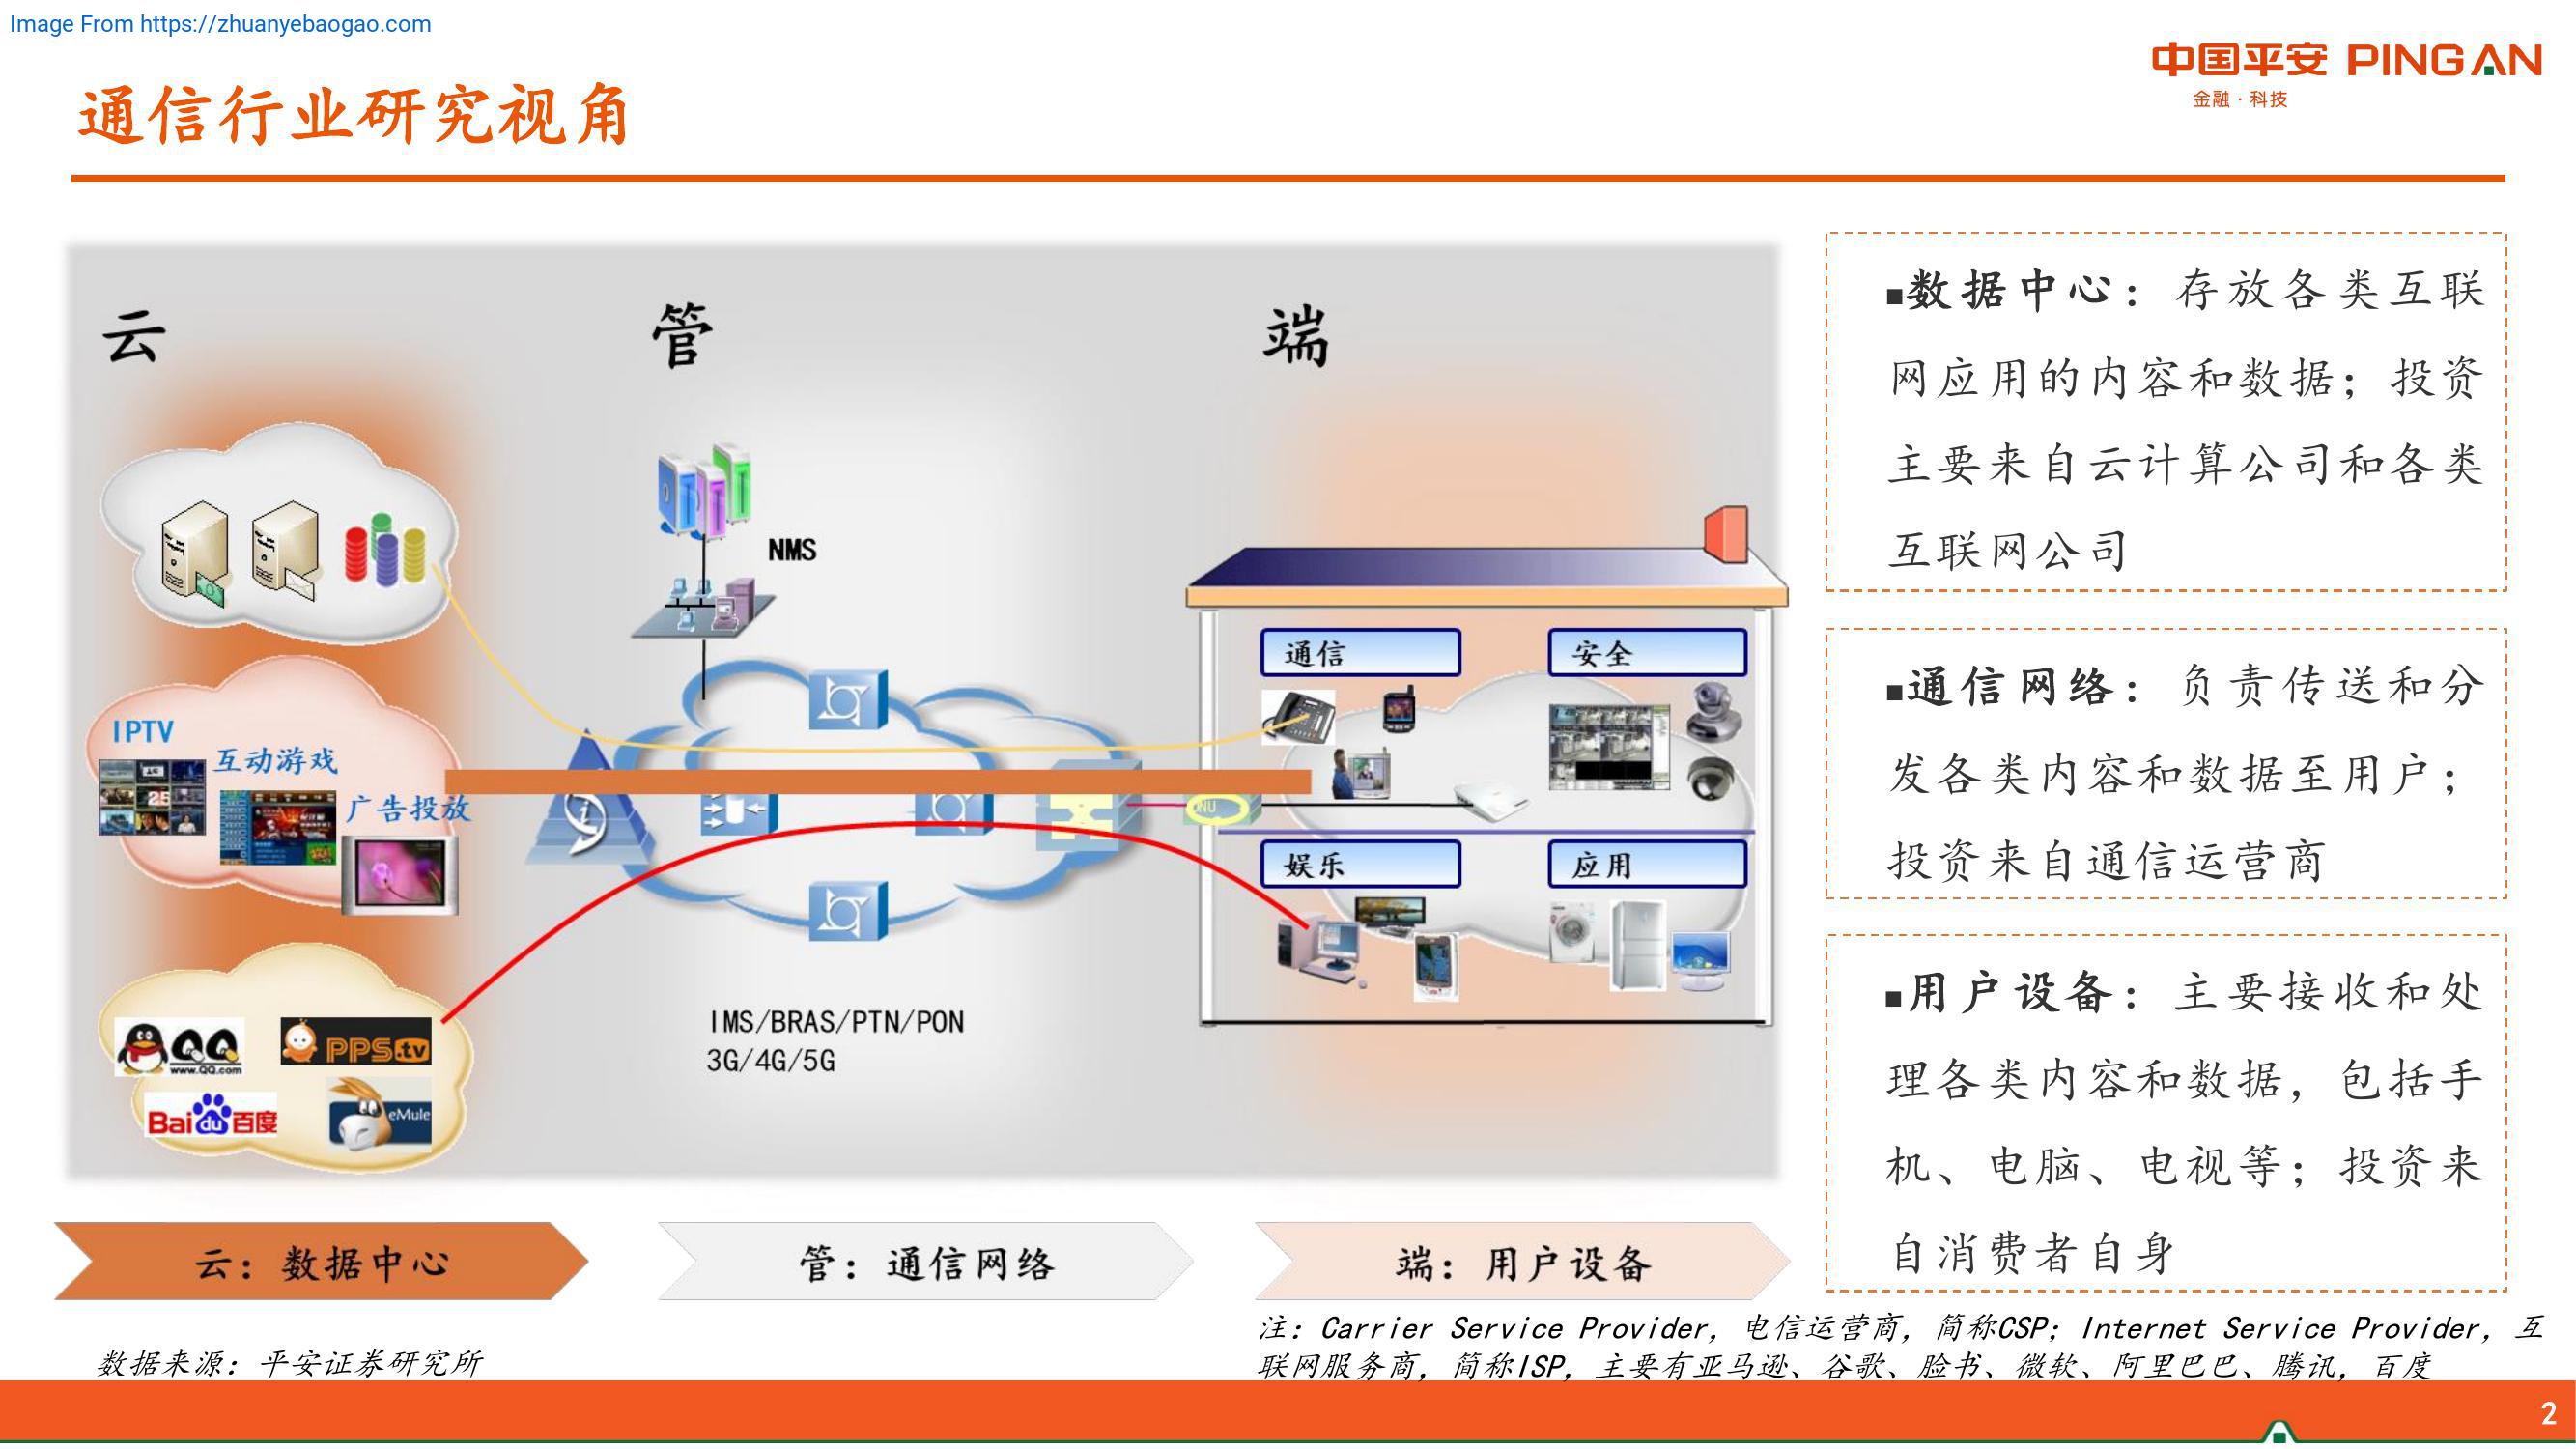 Image From https://zhuanyebaogao.com
中国平安 PINGAN
金融·科技
通信行业研究视角
云
管
端
NMS
IPTV
互动游戏
广告投放
QQ
www.QQ.com
PPS.tv
Bai du 百度
eMule
IMS/BRAS/PTN/PON
3G/4G/5G
NU
通信
安全
娱乐
应用
云：数据中心
管：通信网络
端：用户设备
■数据中心：存放各类互联
网应用的内容和数据；投资
主要来自云计算公司和各类
互联网公司
■通信网络：负责传送和分
发各类内容和数据至用户；
投资来自通信运营商
■用户设备：主要接收和处
理各类内容和数据，包括手
机、电脑、电视等；投资来
自消费者自身
注：Carrier Service Provider，电信运营商，简称CSP；Internet Service Provider，互
联网服务商，简称ISP，主要有亚马逊、谷歌、脸书、微软、阿里巴巴、腾讯，百度
数据来源：平安证券研究所
2